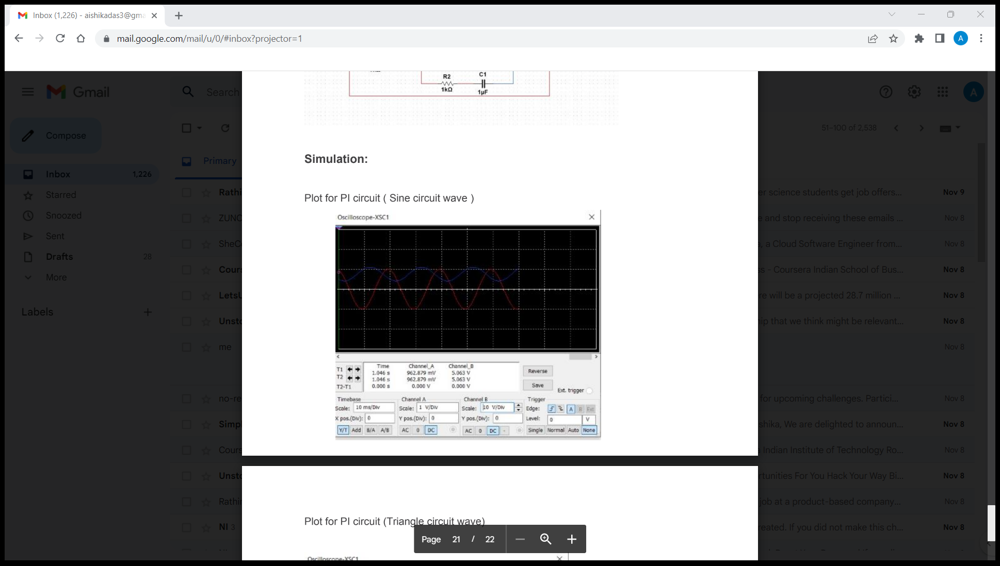 Inbox (1,226) - aishikadas3@gma
mail.google.com/mail/u/0/#inbox?projector=1
A
R2
1kΩ
C1
1µF
Gmail
Search
A
Compose
51–100 of 2,538
Primary
Inbox 1,226
Starred
Snoozed
Sent
Drafts 28
More
Labels +
Simulation:
Plot for PI circuit ( Sine circuit wave )
Oscilloscope-XSC1
Time Channel_A Channel_B
T1 1.046 s 962.879 mV 5.063 V
T2 1.046 s 962.879 mV 5.063 V
T2-T1 0.000 s 0.000 V 0.000 V
Reverse
Save
Ext. trigger
Timebase Channel A Channel B Trigger
Scale: 10 ms/Div Scale: 1 V/Div Scale: 10 V/Div Edge: A B Ext
X pos.(Div): 0 Y pos.(Div): 0 Y pos.(Div): 0 Level: 0 V
Y/T Add B/A A/B AC 0 DC AC 0 DC - Single Normal Auto None
Rathi er science students get job offers... Nov 9
ZUNO e and stop receiving these emails ... Nov 8
SheC a Cloud Software Engineer from... Nov 8
Cours ss - Coursera Indian School of Bus... Nov 8
LetsU re will be a projected 28.7 million ... Nov 8
Unsto ip that we think might be relevant... Nov 8
me Nov 8
no-re for upcoming challenges. Partici... Nov 8
Simp shika, We are delighted to announ... Nov 8
Cours Indian Institute of Technology Ro... Nov 8
Unsto rtunities For You Hack Your Way Bi... Nov 8
Rathi job at a product-based company... Nov 8
NI 3 reated. If you did not make this ch... Nov 8
Plot for PI circuit (Triangle circuit wave)
Page 21 / 22
Oscilloscope-XSC1